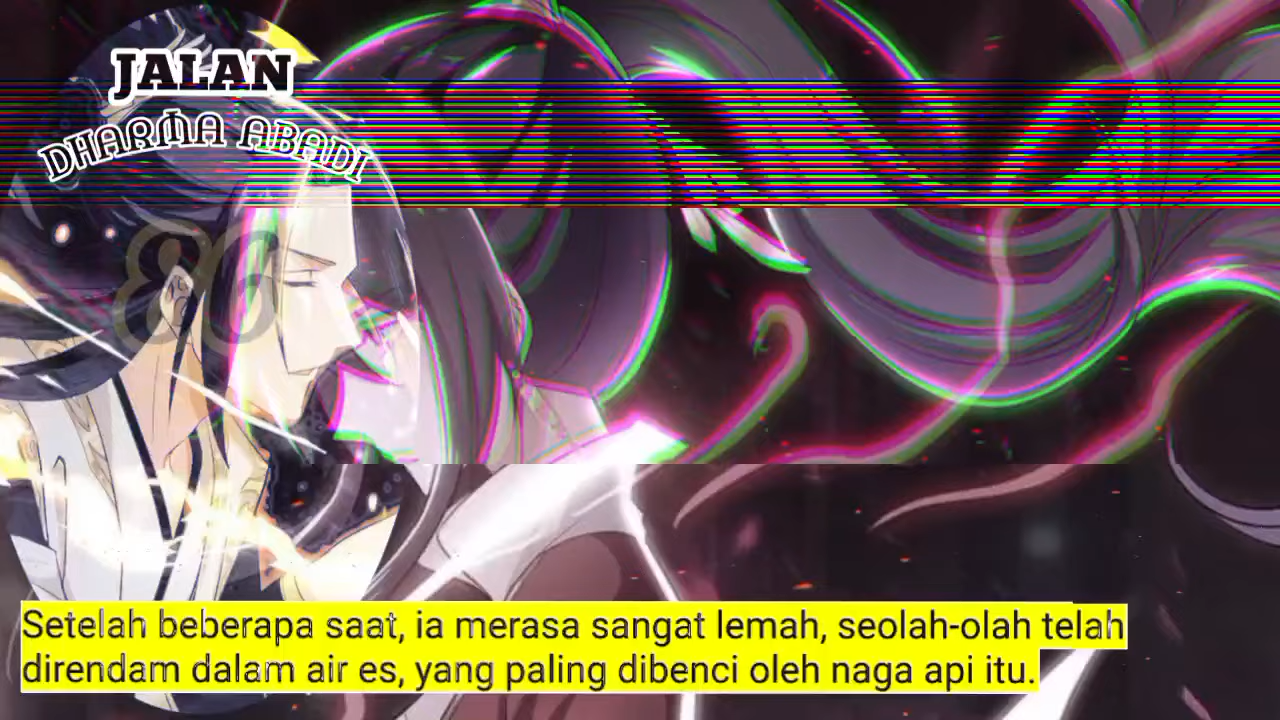 JALAN
DHARMA ABADI
86
Setelah beberapa saat, ia merasa sangat lemah, seolah-olah telah
direndam dalam air es, yang paling dibenci oleh naga api itu.